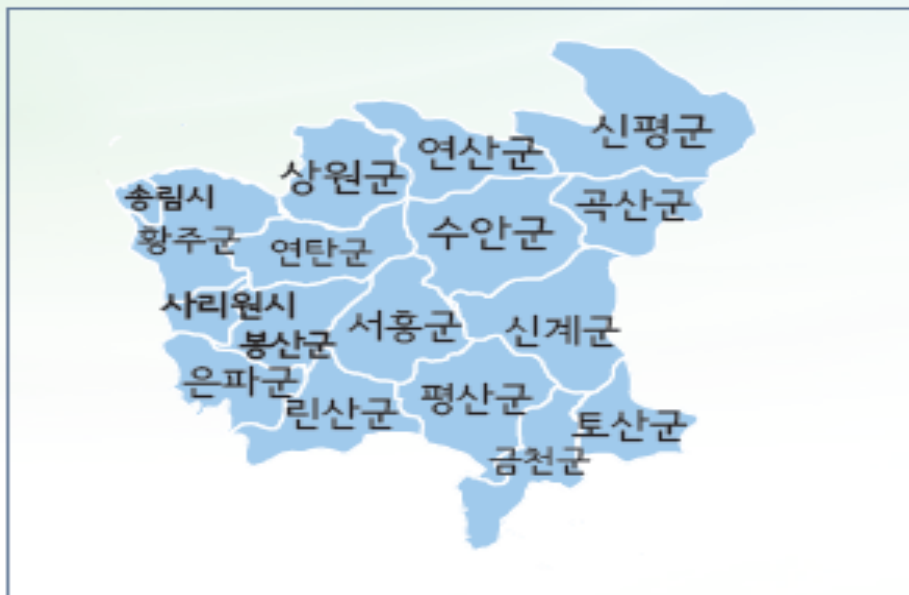 신평군
연산군
상원군
송림시
곡산군
황주군
연탄군
수안군
사리원시
서흥군
신계군
봉산군
은파군
린산군
평산군
토산군
금천군